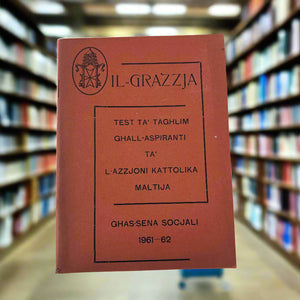 IL-GRAZZJA
TEST TA' TAGHLIM
GHALL-ASPIRANTI
TA'
L-AZZJONI KATTOLIKA
MALTIJA
GHAS-SENA SOCJALI
1961-62